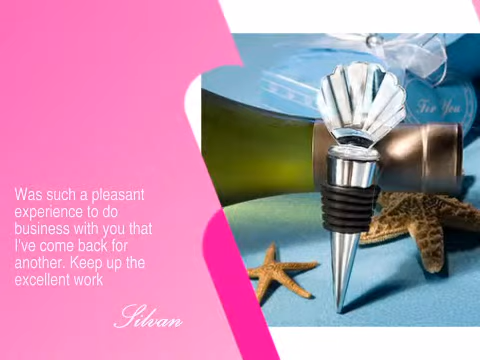 Was such a pleasant
experience to do
business with you that
I've come back for
another. Keep up the
excellent work
Silvan
For You